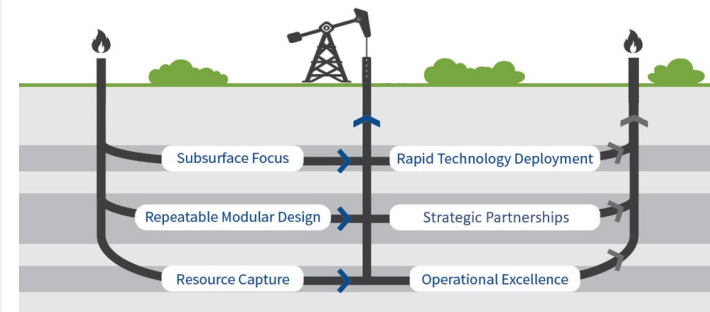 Subsurface Focus
Rapid Technology Deployment
Repeatable Modular Design
Strategic Partnerships
Resource Capture
Operational Excellence